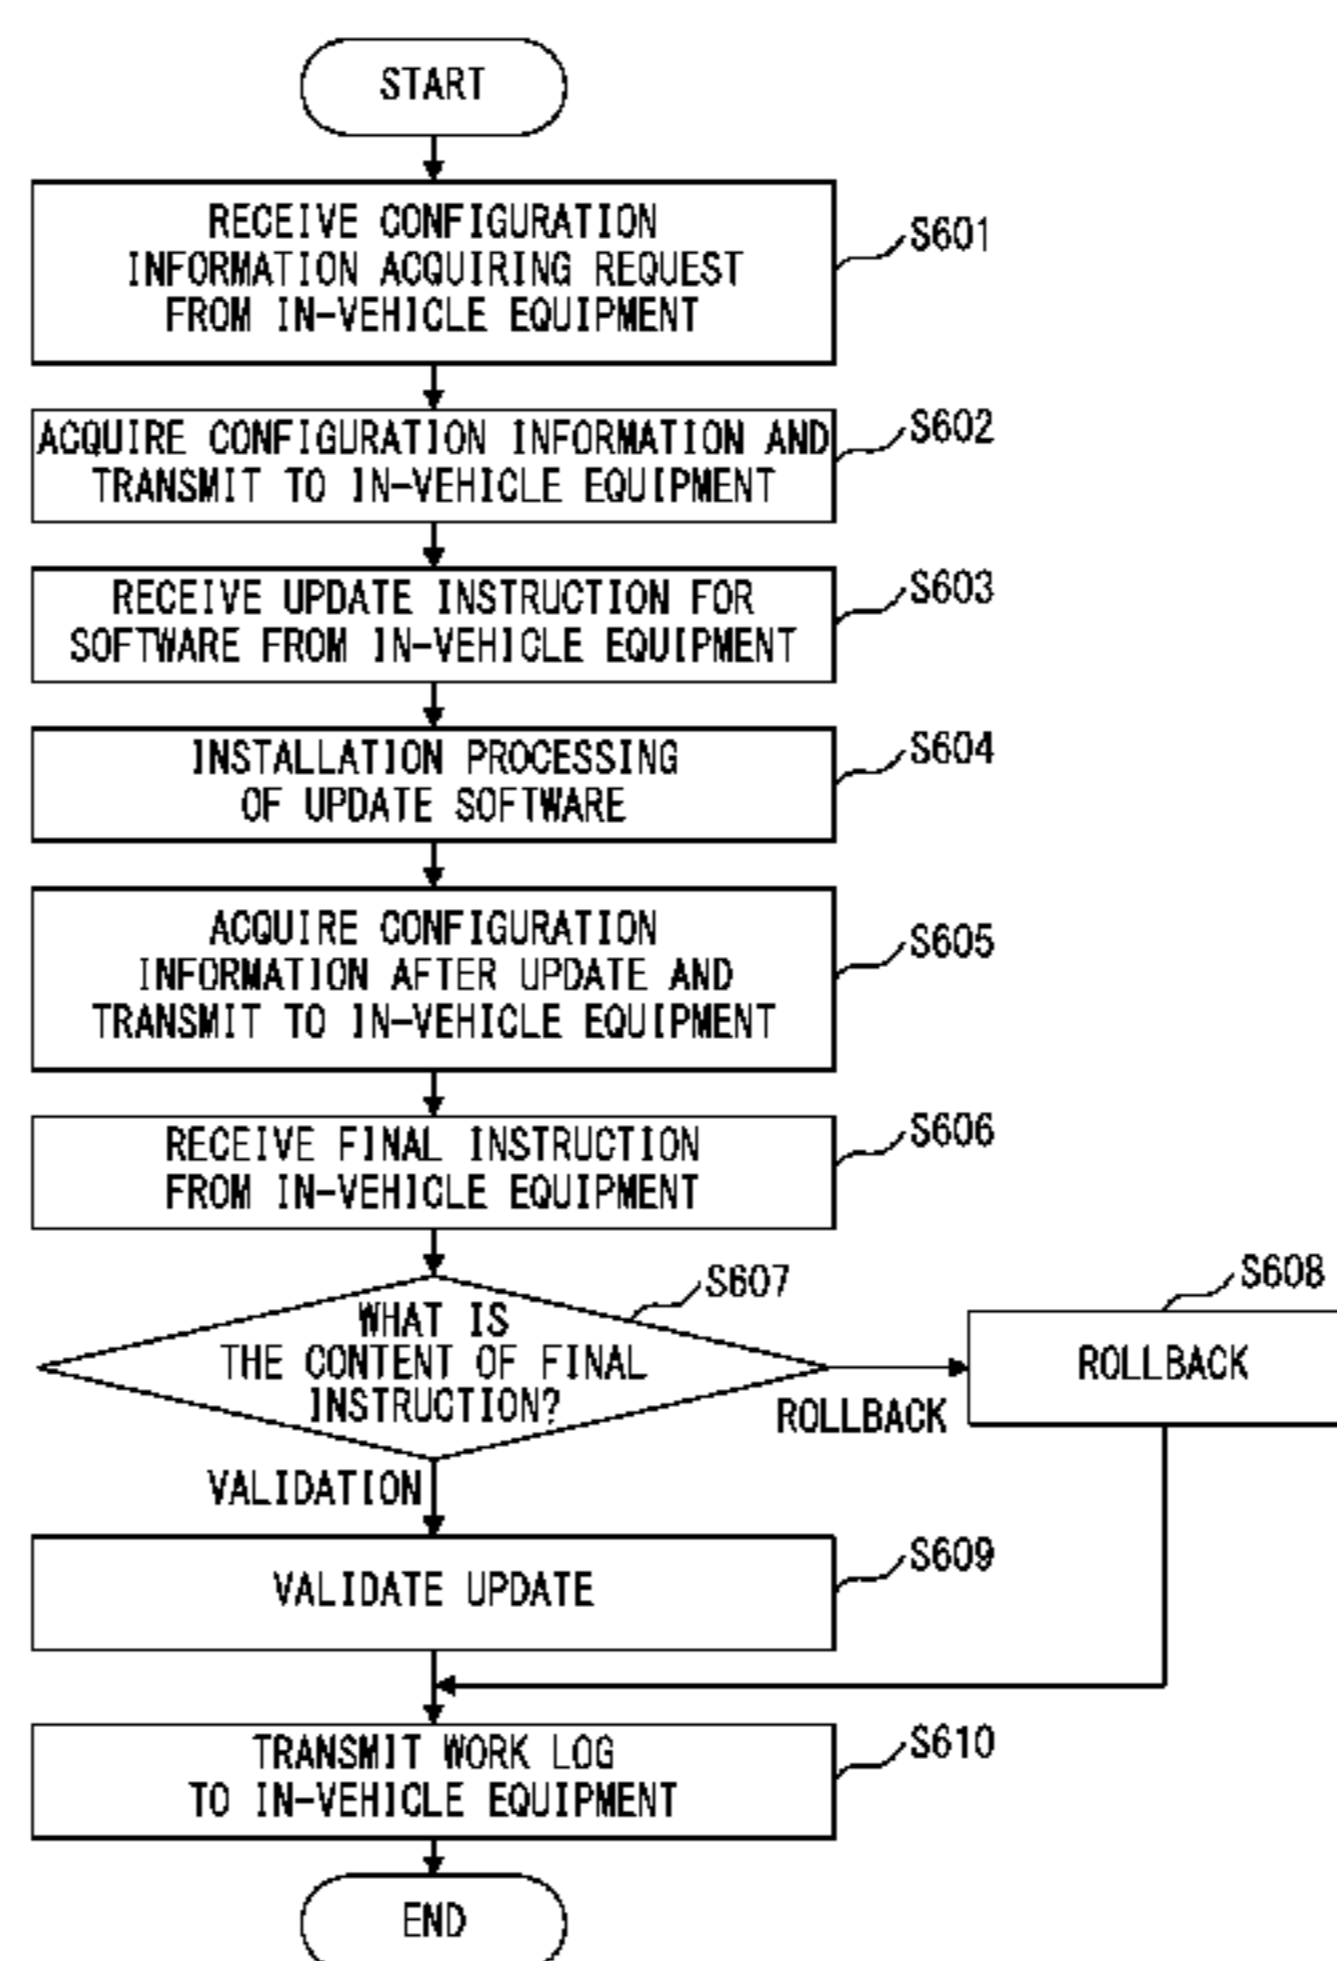 START
RECEIVE CONFIGURATION
INFORMATION ACQUIRING REQUEST
FROM IN-VEHICLE EQUIPMENT
S601
ACQUIRE CONFIGURATION INFORMATION AND
TRANSMIT TO IN-VEHICLE EQUIPMENT
S602
RECEIVE UPDATE INSTRUCTION FOR
SOFTWARE FROM IN-VEHICLE EQUIPMENT
S603
INSTALLATION PROCESSING
OF UPDATE SOFTWARE
S604
ACQUIRE CONFIGURATION
INFORMATION AFTER UPDATE AND
TRANSMIT TO IN-VEHICLE EQUIPMENT
S605
RECEIVE FINAL INSTRUCTION
FROM IN-VEHICLE EQUIPMENT
S606
WHAT IS
THE CONTENT OF FINAL
INSTRUCTION?
S607
ROLLBACK
S608
ROLLBACK
VALIDATION
VALIDATE UPDATE
S609
TRANSMIT WORK LOG
TO IN-VEHICLE EQUIPMENT
S610
END